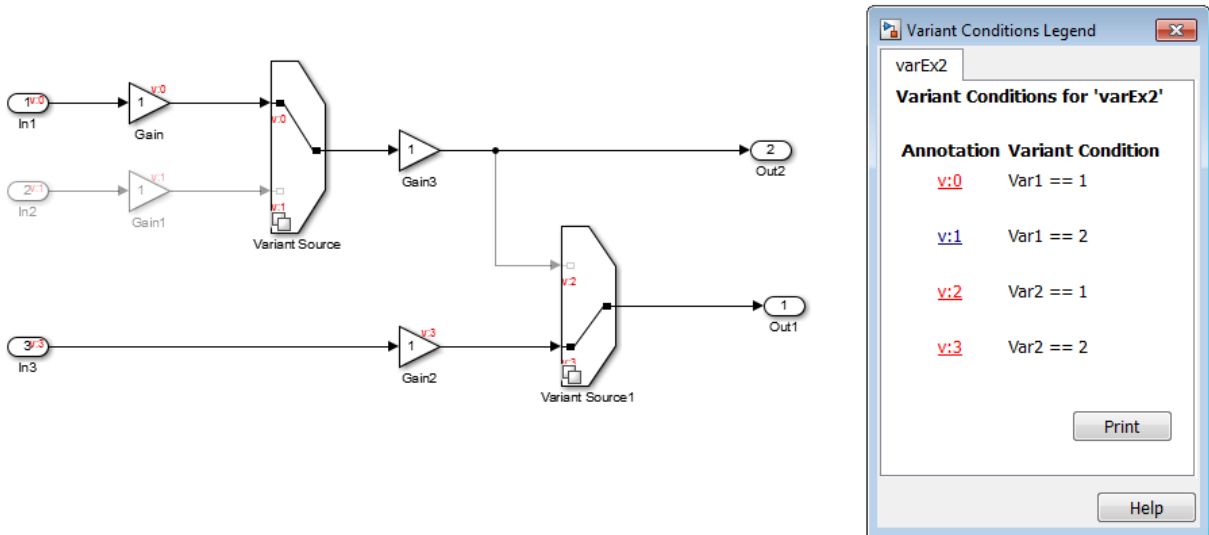 v:0
1 v:0
In1
1
Gain
v:0
v:1
2 v:1
In2
1
Gain1
v:1
Variant Source
1
Gain3
2
Out2
v:2
1
Out1
3 v:3
In3
v:3
1
Gain2
v:3
Variant Source1
Variant Conditions Legend
varEx2
Variant Conditions for 'varEx2'
Annotation Variant Condition
v:0 Var1 == 1
v:1 Var1 == 2
v:2 Var2 == 1
v:3 Var2 == 2
Print
Help